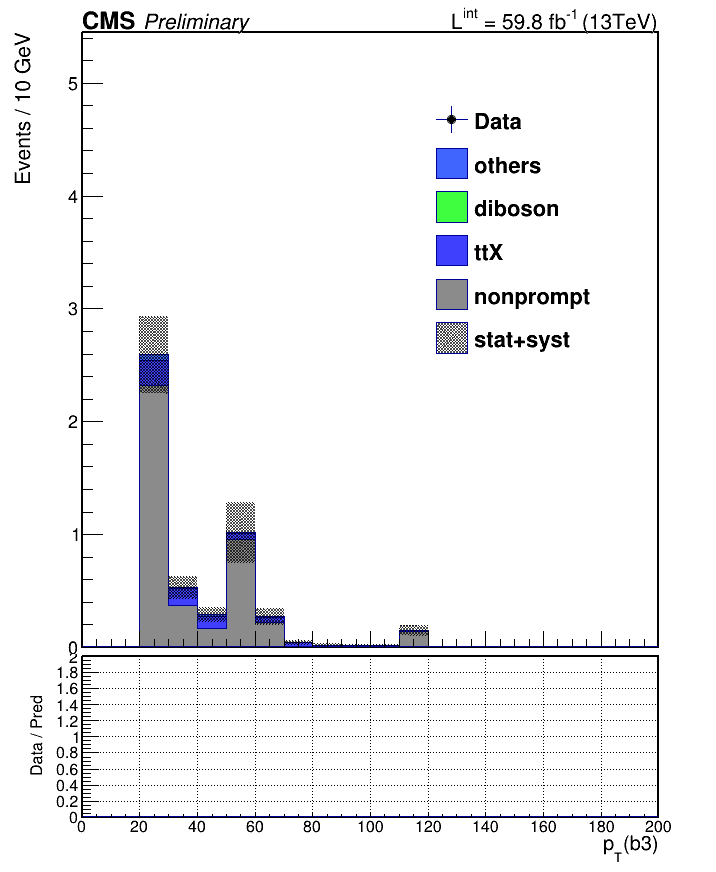 CMS Preliminary
L^int = 59.8 fb^-1 (13TeV)
Events / 10 GeV
5
4
3
2
1
0
Data
others
diboson
ttX
nonprompt
stat+syst
Data / Pred
2
1.8
1.6
1.4
1.2
1
0.8
0.6
0.4
0.2
0
0 20 40 60 80 100 120 140 160 180 200
p_T(b3)